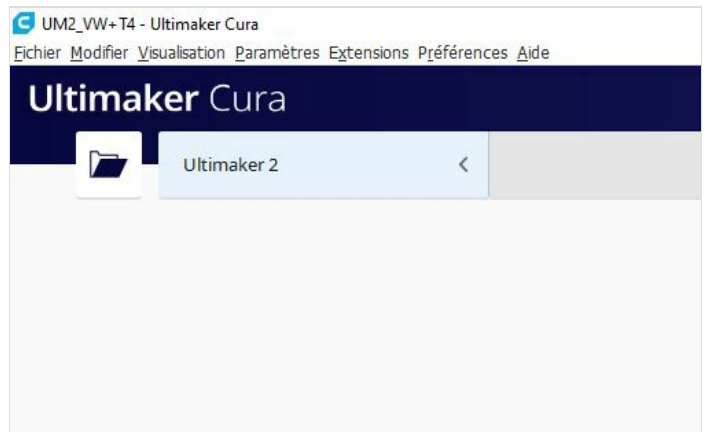 UM2_VW+T4 - Ultimaker Cura
Fichier Modifier Visualisation Paramètres Extensions Préférences Aide
Ultimaker Cura
Ultimaker 2